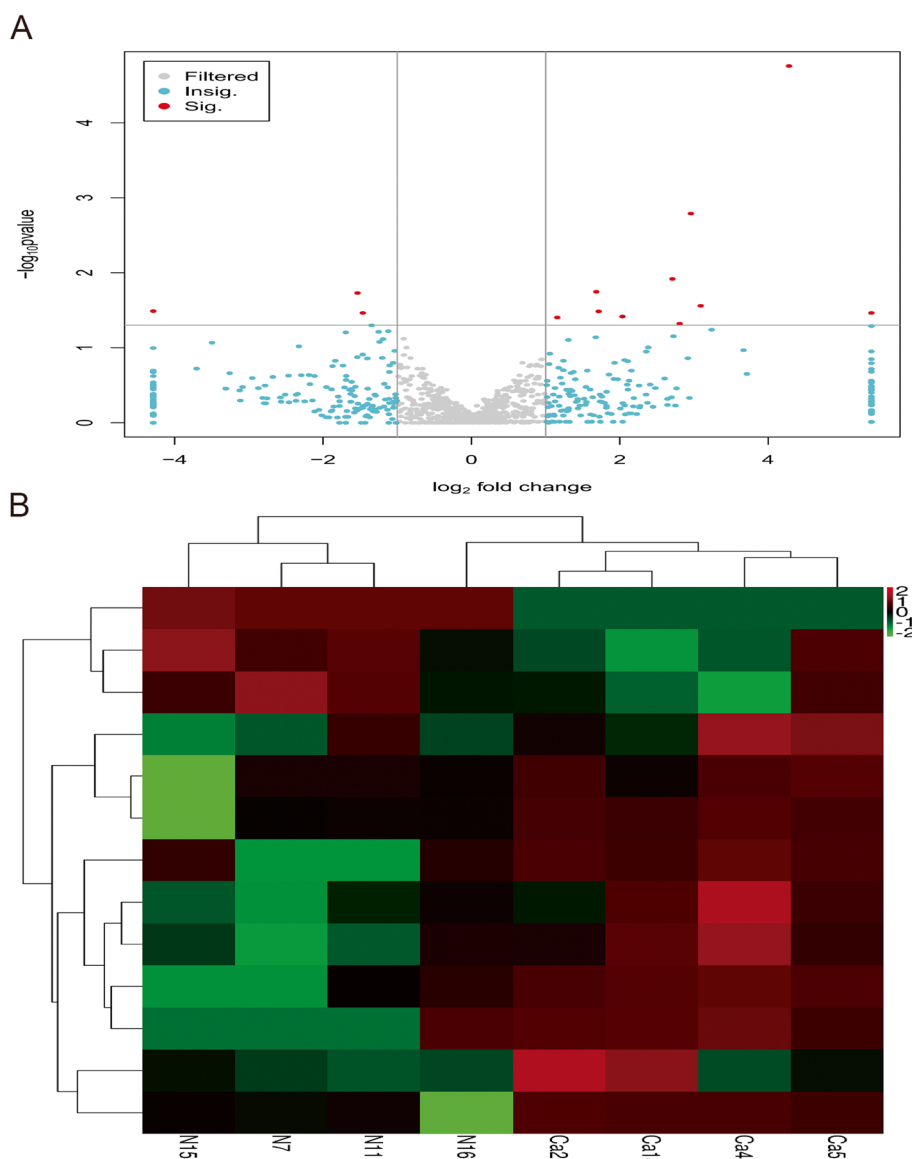 A
Filtered
Insig.
Sig.
4
3
2
1
0
-log10pvalue
−4 −2 0 2 4
log2 fold change
B
2
1
0
-1
-2
N15 N7 N11 N16 Ca2 Ca1 Ca4 Ca5